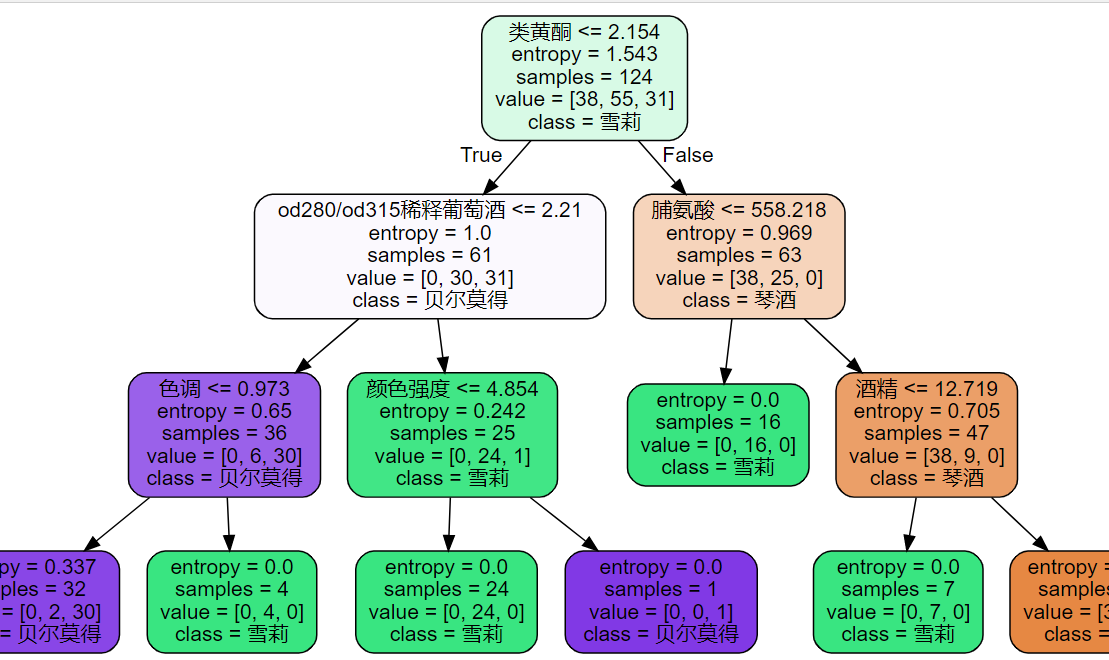 类黄酮 <= 2.154
entropy = 1.543
samples = 124
value = [38, 55, 31]
class = 雪莉
True
False
od280/od315稀释葡萄酒 <= 2.21
entropy = 1.0
samples = 61
value = [0, 30, 31]
class = 贝尔莫得
脯氨酸 <= 558.218
entropy = 0.969
samples = 63
value = [38, 25, 0]
class = 琴酒
色调 <= 0.973
entropy = 0.65
samples = 36
value = [0, 6, 30]
class = 贝尔莫得
颜色强度 <= 4.854
entropy = 0.242
samples = 25
value = [0, 24, 1]
class = 雪莉
entropy = 0.0
samples = 16
value = [0, 16, 0]
class = 雪莉
酒精 <= 12.719
entropy = 0.705
samples = 47
value = [38, 9, 0]
class = 琴酒
py = 0.337
ples = 32
= [0, 2, 30]
= 贝尔莫得
entropy = 0.0
samples = 4
value = [0, 4, 0]
class = 雪莉
entropy = 0.0
samples = 24
value = [0, 24, 0]
class = 雪莉
entropy = 0.0
samples = 1
value = [0, 0, 1]
class = 贝尔莫得
entropy = 0.0
samples = 7
value = [0, 7, 0]
class = 雪莉
entropy =
samples
value = [3
class =